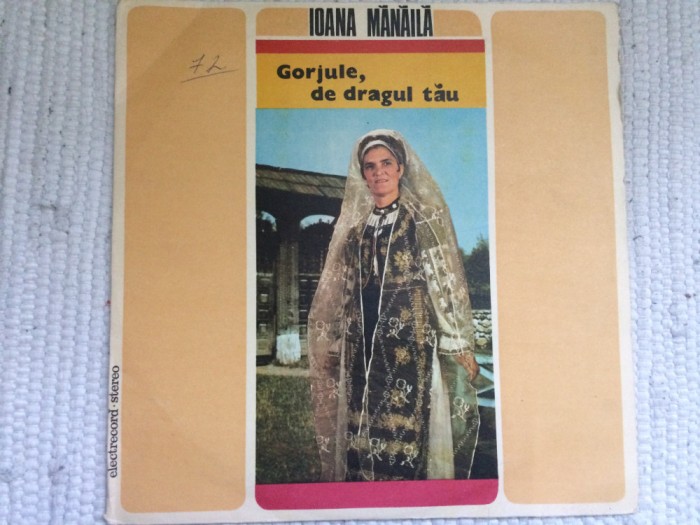 IOANA MĂNĂILĂ
72
Gorjule,
de dragul tău
electrecord·stereo